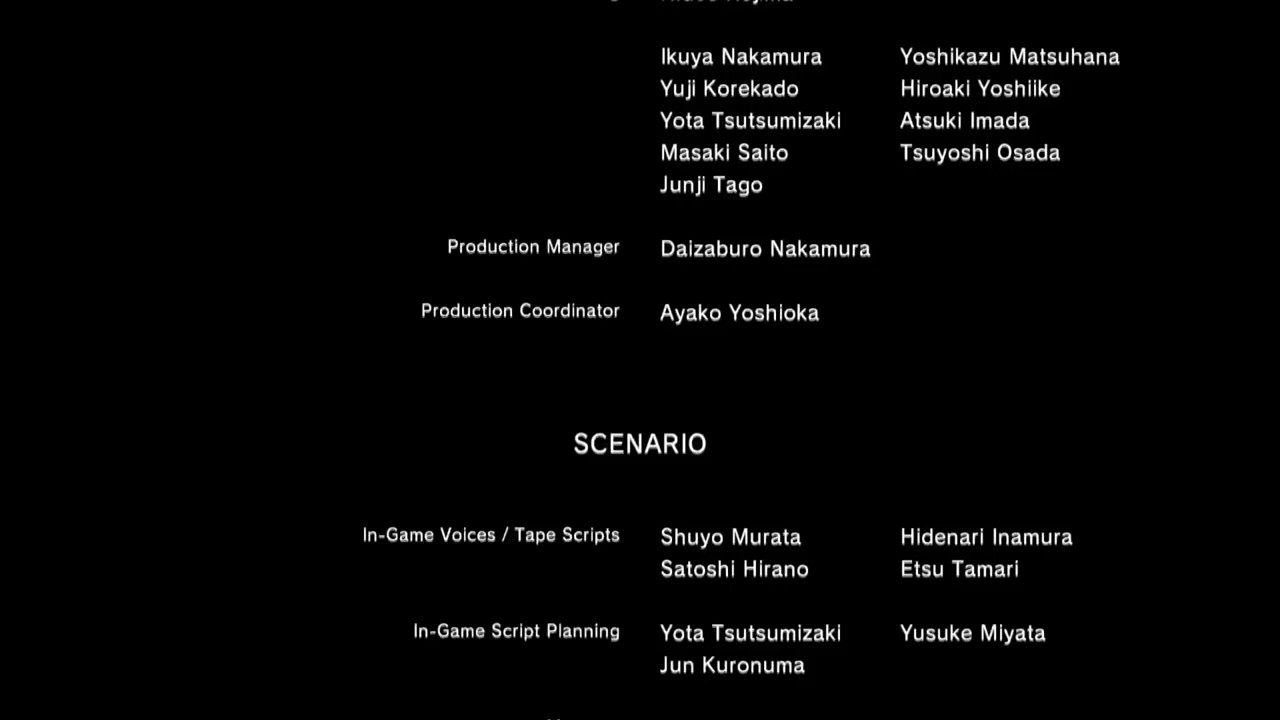 Ikuya Nakamura Yoshikazu Matsuhana
Yuji Korekado Hiroaki Yoshiike
Yota Tsutsumizaki Atsuki Imada
Masaki Saito Tsuyoshi Osada
Junji Tago
Production Manager Daizaburo Nakamura
Production Coordinator Ayako Yoshioka
SCENARIO
In-Game Voices / Tape Scripts Shuyo Murata Hidenari Inamura
Satoshi Hirano Etsu Tamari
In-Game Script Planning Yota Tsutsumizaki Yusuke Miyata
Jun Kuronuma